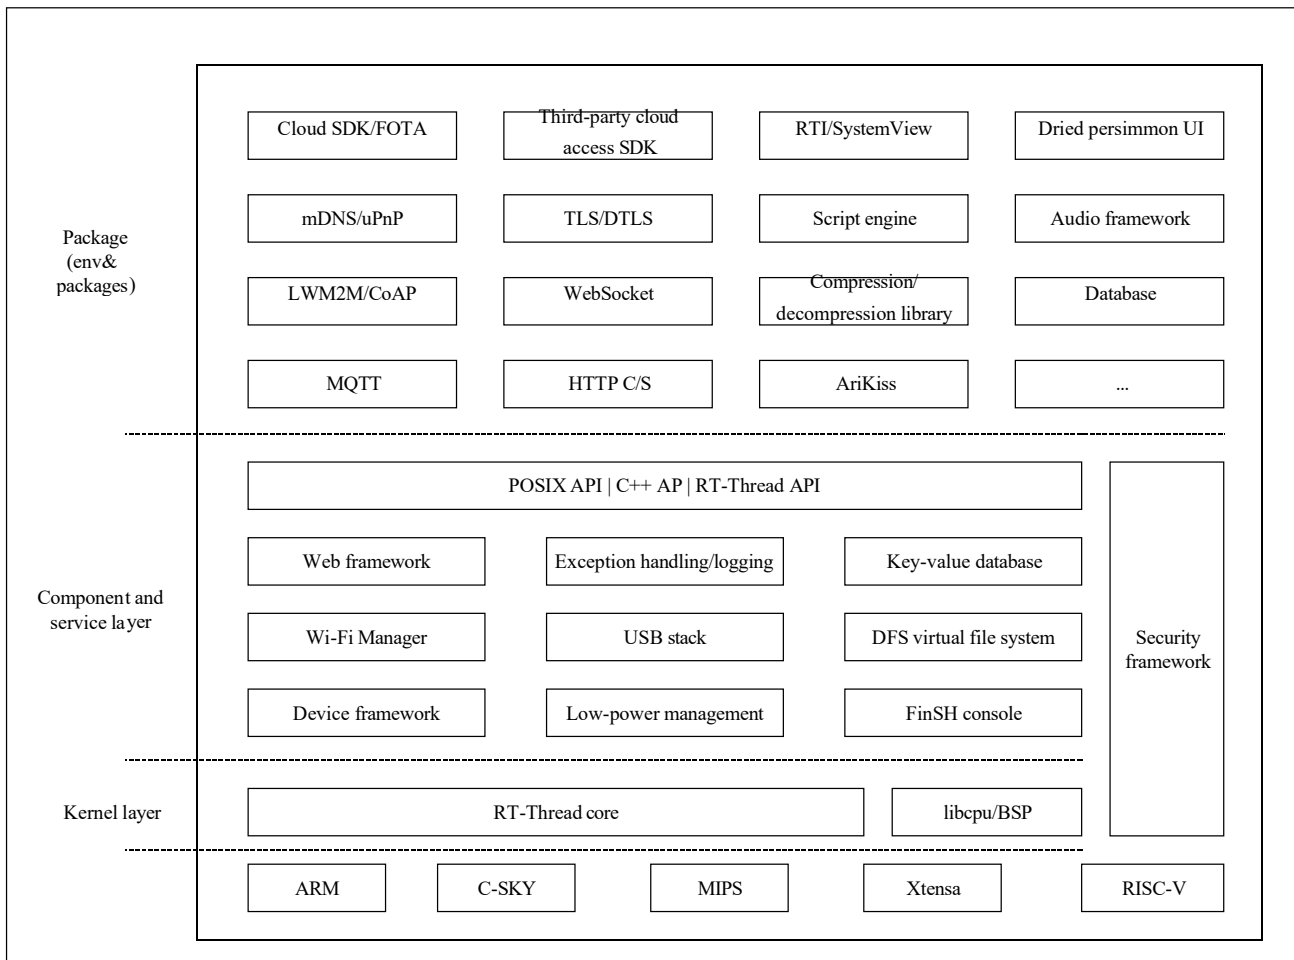 Cloud SDK/FOTA
Third-party cloud
access SDK
RTI/SystemView
Dried persimmon UI
mDNS/uPnP
TLS/DTLS
Script engine
Audio framework
Package
(env&
packages)
LWM2M/CoAP
WebSocket
Compression/
decompression library
Database
MQTT
HTTP C/S
AriKiss
...
POSIX API | C++ AP | RT-Thread API
Web framework
Exception handling/logging
Key-value database
Component and
service layer
Wi-Fi Manager
USB stack
DFS virtual file system
Security
framework
Device framework
Low-power management
FinSH console
Kernel layer
RT-Thread core
libcpu/BSP
ARM
C-SKY
MIPS
Xtensa
RISC-V